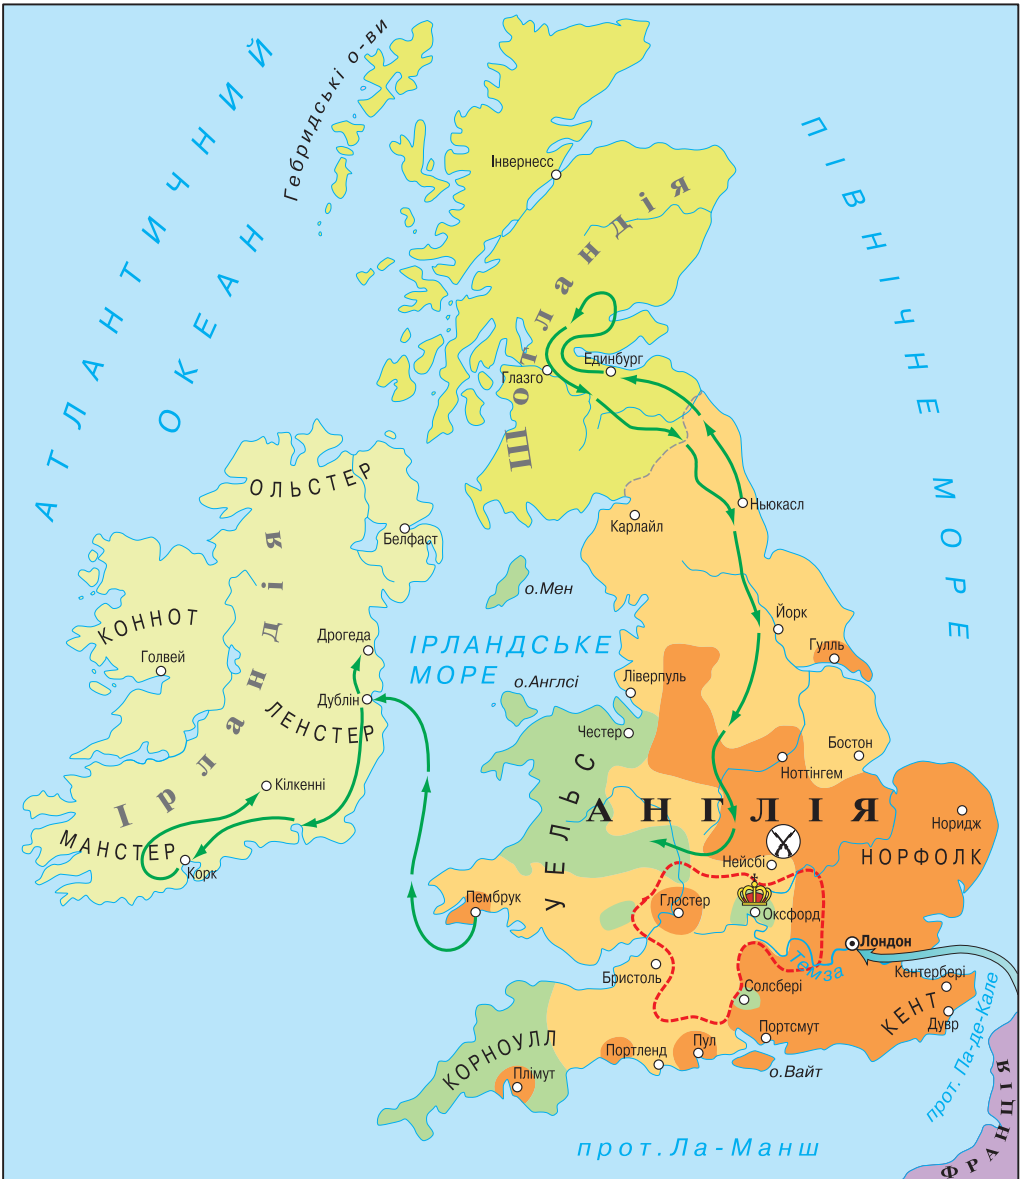 АТЛАНТИЧНИЙ
ОКЕАН
Гебридські о-ви
ПІВНІЧНЕ МОРЕ
Інвернесс
Шотландія
Единбург
Глазго
Ньюкасл
Карлайл
ОЛЬСТЕР
Белфаст
Ірландія
о.Мен
КОННОТ
Голвей
Дрогеда
ІРЛАНДСЬКЕ
МОРЕ
Йорк
Гулль
Дублін
ЛЕНСТЕР
о.Англсі
Ліверпуль
Честер
Ноттінгем
Бостон
Кілкенні
МАНСТЕР
Корк
УЕЛЬС
АНГЛІЯ
Норидж
НОРФОЛК
Нейсбі
Пембрук
Глостер
Оксфорд
Лондон
Темза
Бристоль
Солсбері
Кентербері
КЕНТ
Дувр
Портсмут
прот. Па-де-Кале
КОРНОУЛЛ
Портленд
Пул
о.Вайт
Плімут
прот.Ла-Манш
ФРАНЦІЯ